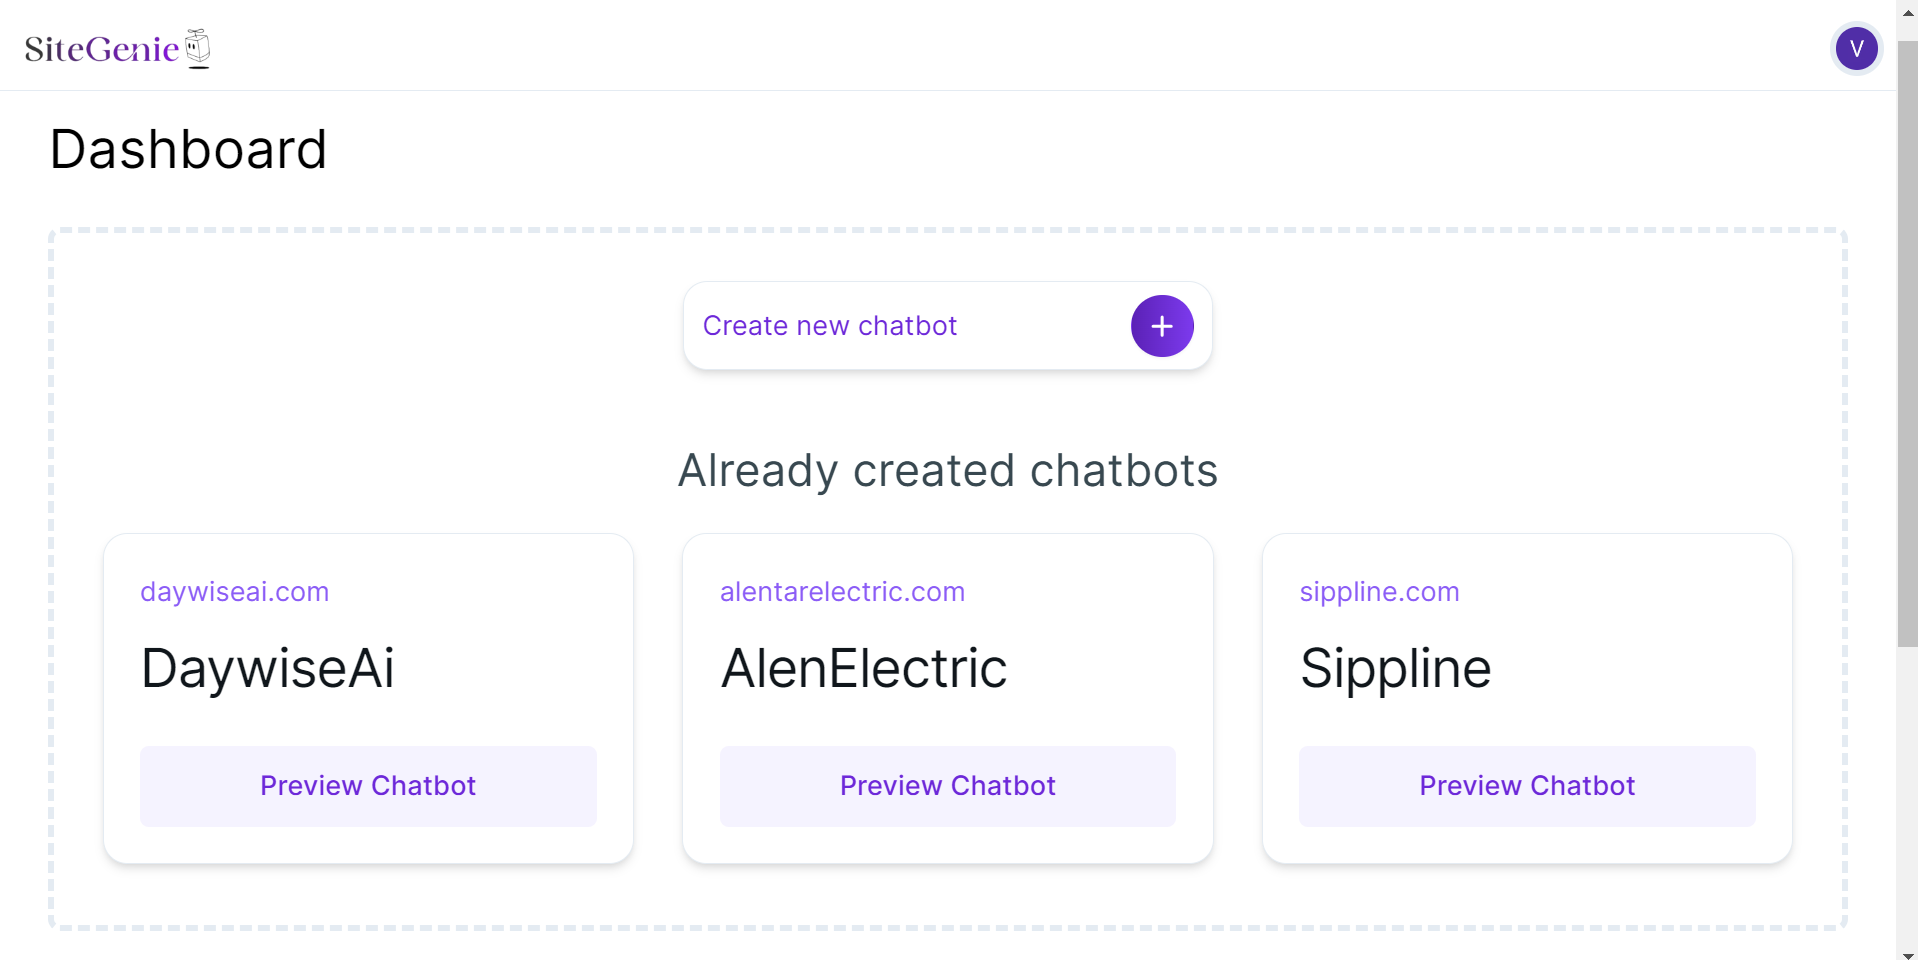 SiteGenie
V
Dashboard
Create new chatbot
Already created chatbots
daywiseai.com
DaywiseAi
Preview Chatbot
alentarelectric.com
AlenElectric
Preview Chatbot
sippline.com
Sippline
Preview Chatbot